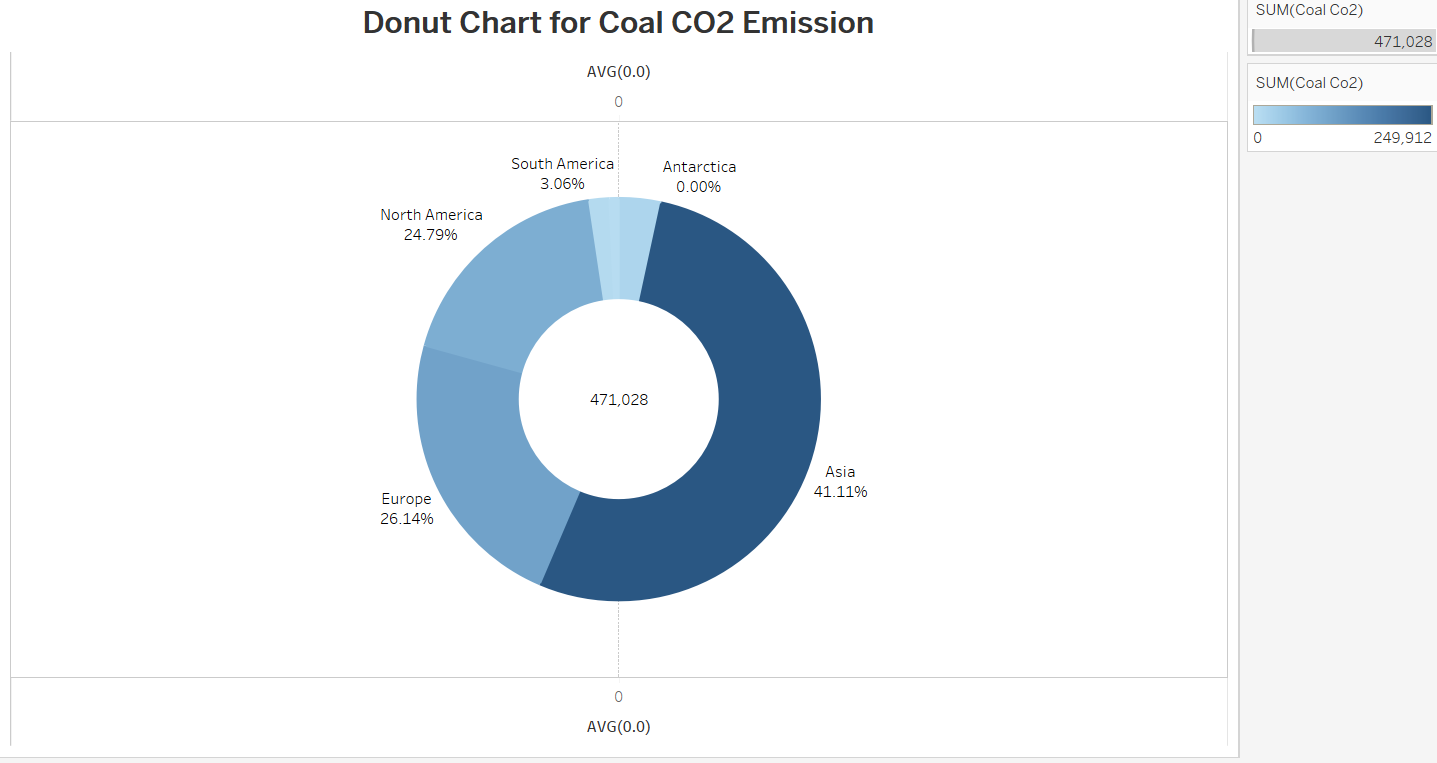 Donut Chart for Coal CO2 Emission
AVG(0.0)
0
South America
3.06%
Antarctica
0.00%
North America
24.79%
471,028
Asia
41.11%
Europe
26.14%
0
AVG(0.0)
SUM(Coal Co2)
471,028
SUM(Coal Co2)
0 249,912